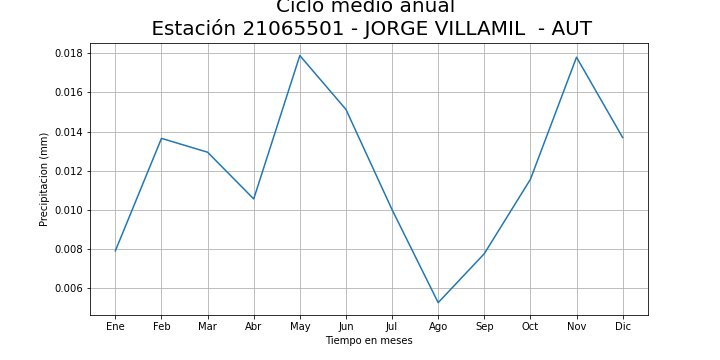 Ciclo medio anual
Estación 21065501 - JORGE VILLAMIL - AUT
0.018
0.016
0.014
0.012
0.010
0.008
0.006
Precipitacion (mm)
Ene Feb Mar Abr May Jun Jul Ago Sep Oct Nov Dic
Tiempo en meses